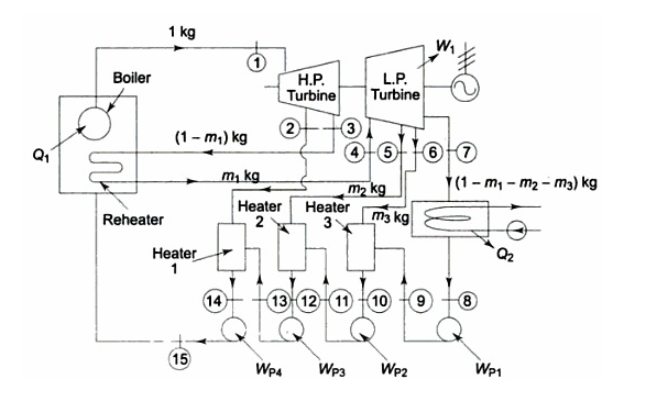 1 kg
1
W1
Boiler
H.P.
Turbine
L.P.
Turbine
2
3
(1 – m1) kg
4
5
6
7
Q1
m1 kg
m2 kg
(1 – m1 – m2 – m3) kg
Reheater
Heater
2
Heater
3
m3 kg
Heater
1
Q2
14
13
12
11
10
9
8
15
WP4
WP3
WP2
WP1